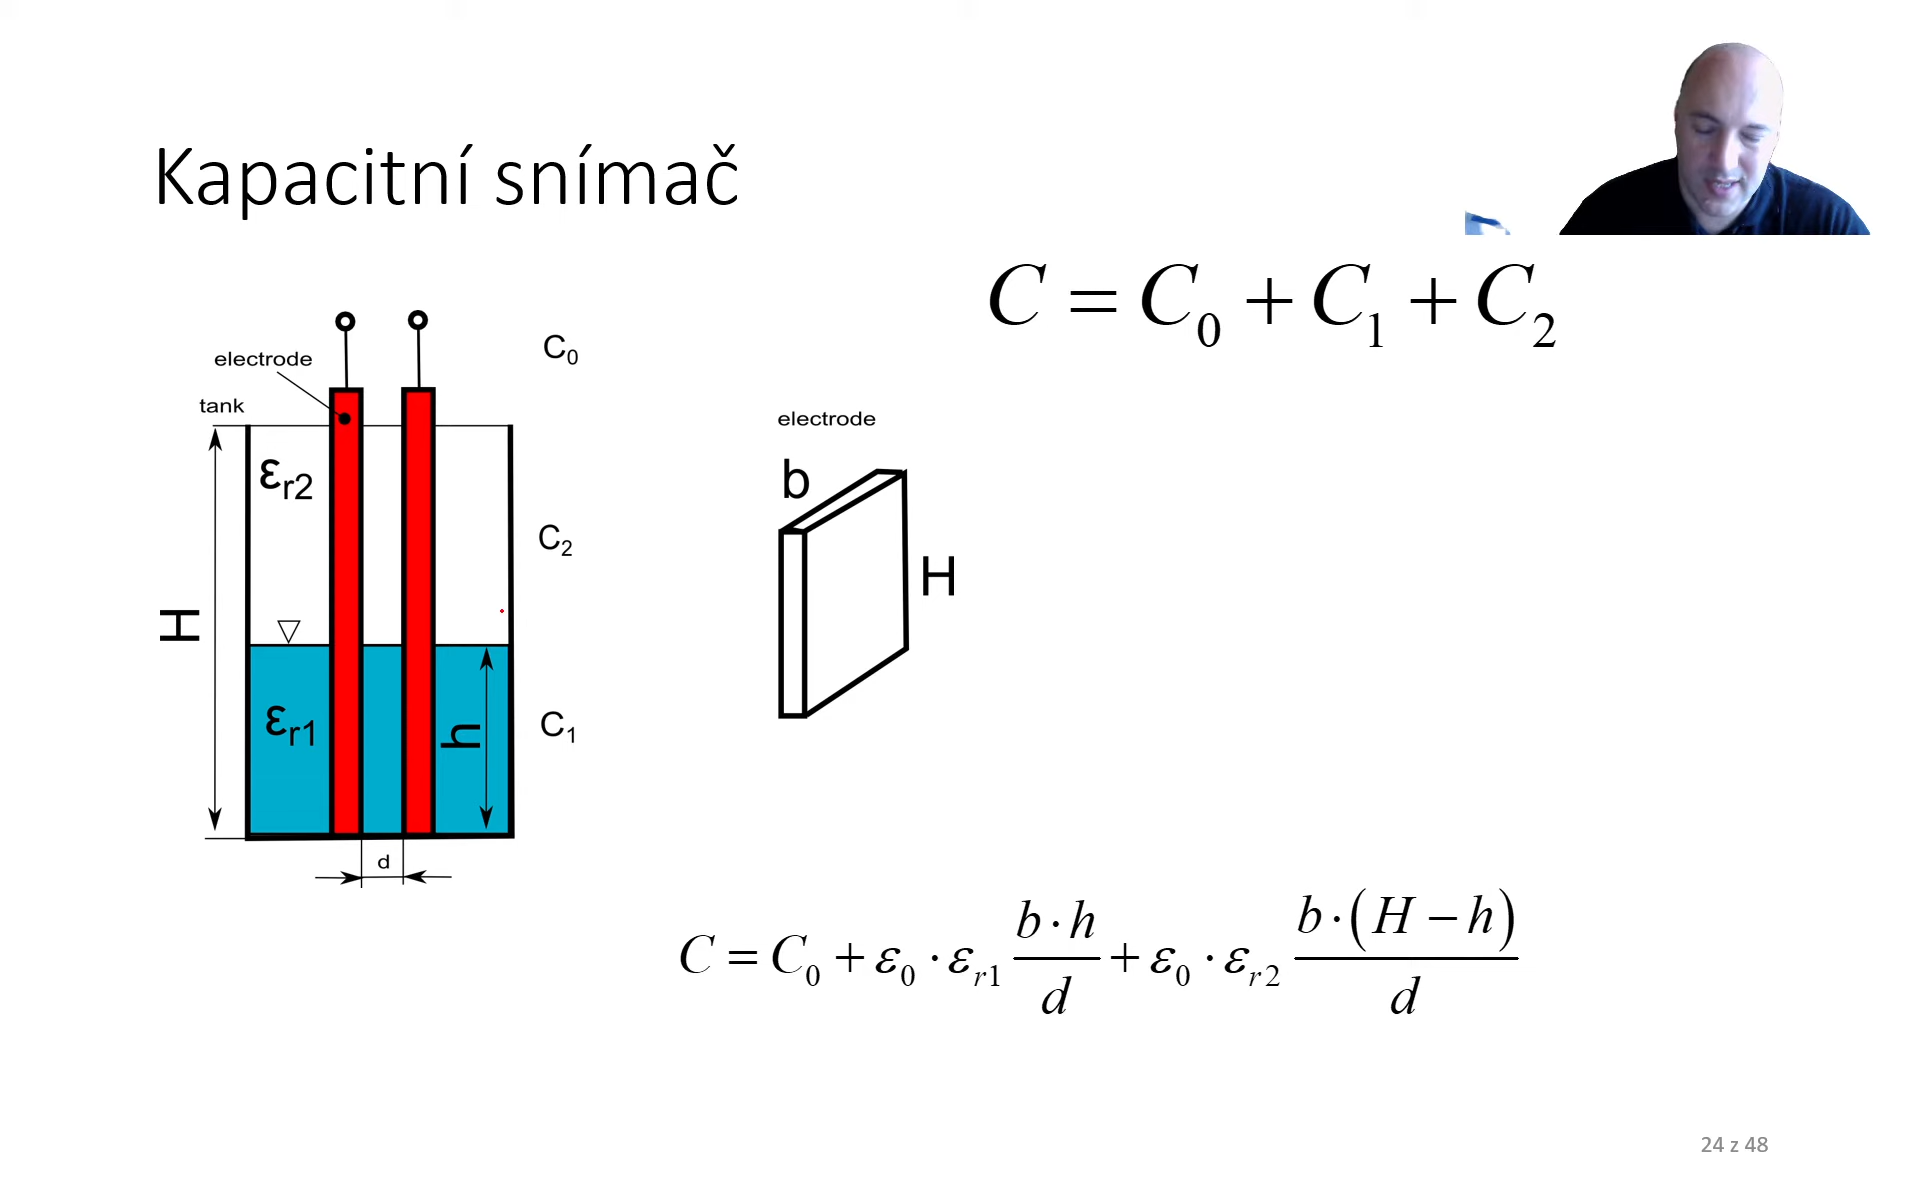 Kapacitní snímač
C = C₀ + C₁ + C₂
electrode
tank
C₀
εr2
C₂
H
εr1
h
C₁
d
electrode
b
H
C = C₀ + ε₀ · εr1 b · h / d + ε₀ · εr2 b · (H − h) / d
24 z 48